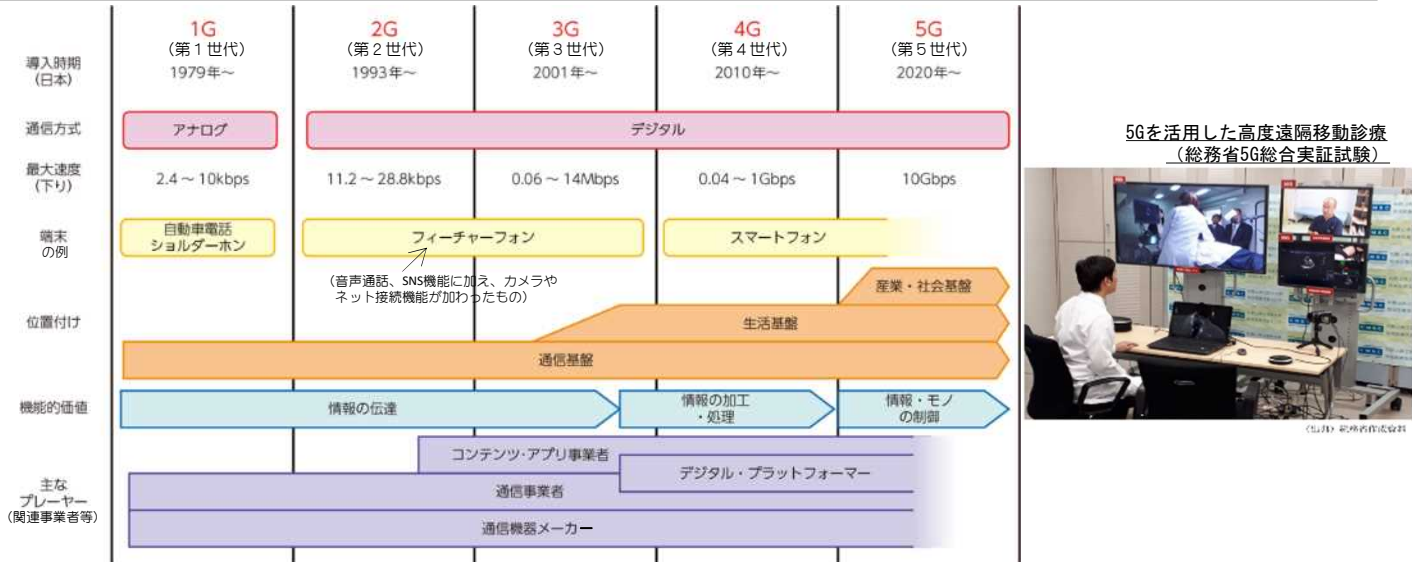 1G
(第1世代)
2G
(第2世代)
3G
(第3世代)
4G
(第4世代)
5G
(第5世代)
導入時期
(日本)
1979年~
1993年~
2001年~
2010年~
2020年~
通信方式
アナログ
デジタル
最大速度
(下り)
2.4~10kbps
11.2~28.8kbps
0.06~14Mbps
0.04~1Gbps
10Gbps
端末
の例
自動車電話
ショルダーホン
フィーチャーフォン
スマートフォン
(音声通話、SNS機能に加え、カメラや
ネット接続機能が加わったもの)
位置付け
産業・社会基盤
生活基盤
通信基盤
機能的価値
情報の伝達
情報の加工
・処理
情報・モノ
の制御
主な
プレーヤー
(関連事業者等)
コンテンツ・アプリ事業者
デジタル・プラットフォーマー
通信事業者
通信機器メーカー
5Gを活用した高度遠隔移動診療
(総務省5G総合実証試験)
(出典)総務省作成資料